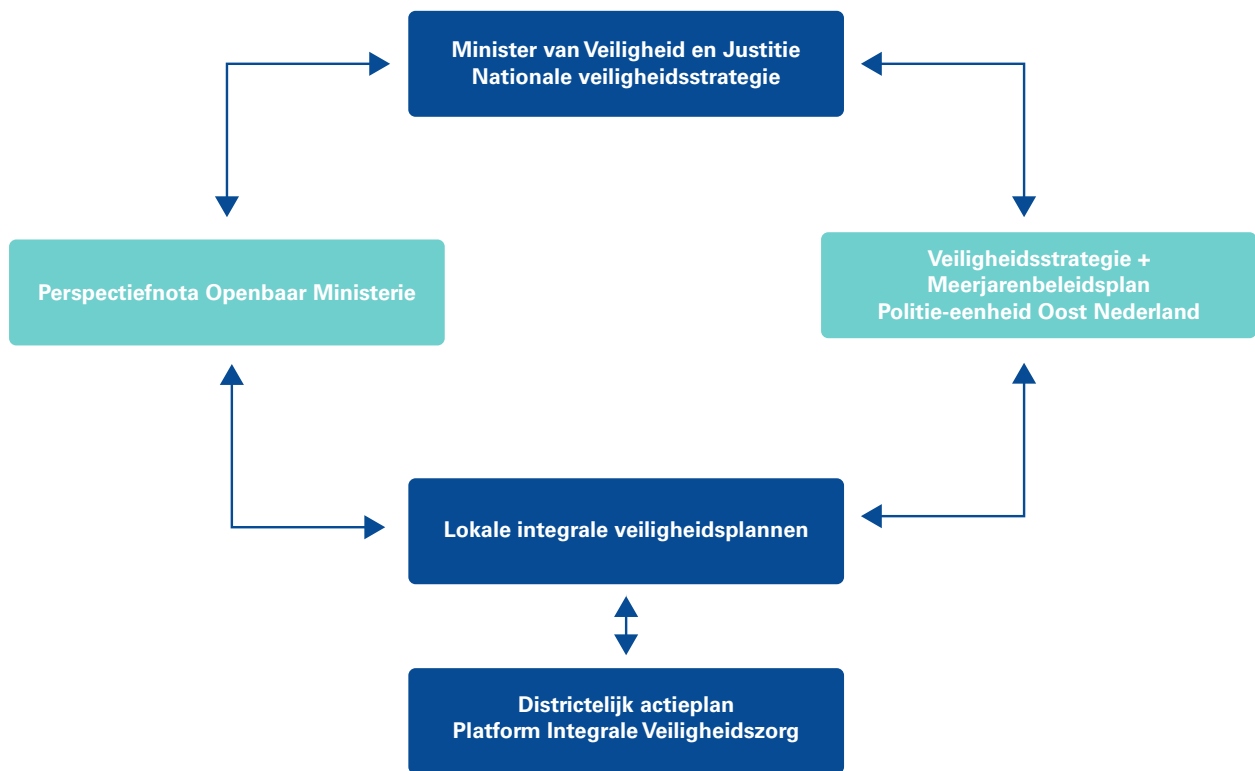 Minister van Veiligheid en Justitie
Nationale veiligheidsstrategie
Perspectiefnota Openbaar Ministerie
Veiligheidsstrategie +
Meerjarenbeleidsplan
Politie-eenheid Oost Nederland
Lokale integrale veiligheidsplannen
Districtelijk actieplan
Platform Integrale Veiligheidszorg